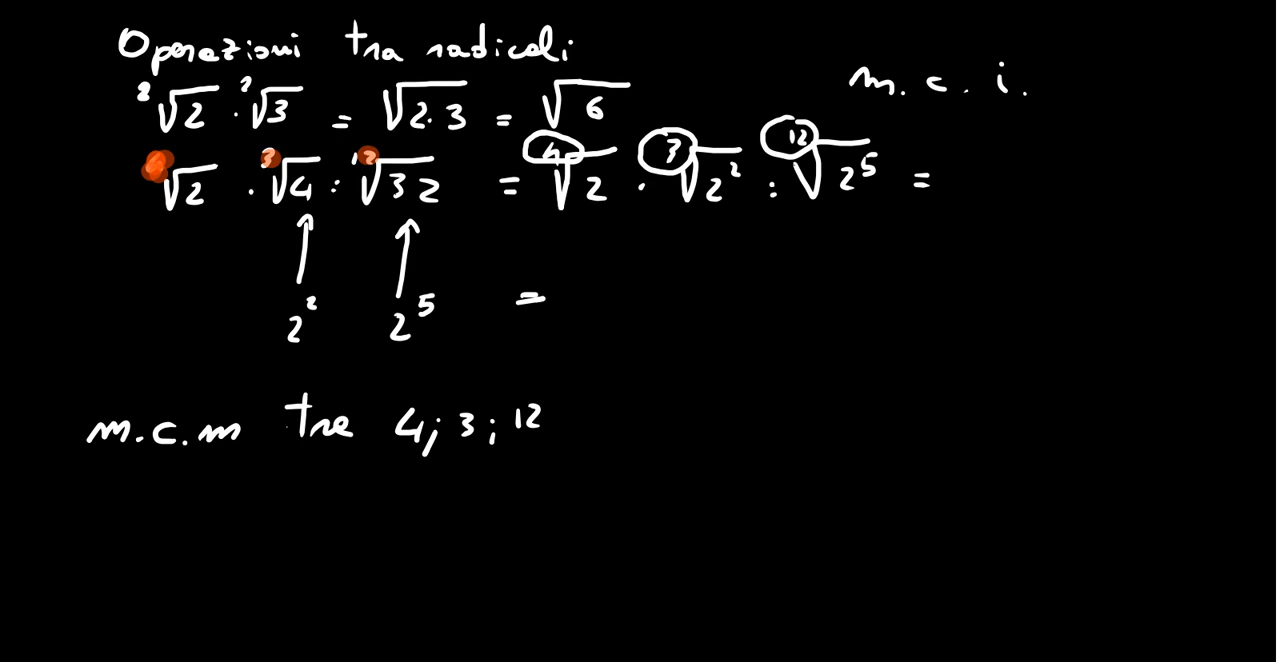 Operazioni tra radicali
m. c. i.
²√2 · ²√3 = √2·3 = √6
√2 · ³√4 : ¹²√32 = ⁴√2 · ³√2² : ¹²√2⁵ =
2² 2⁵ =
m.c.m tra 4; 3; 12